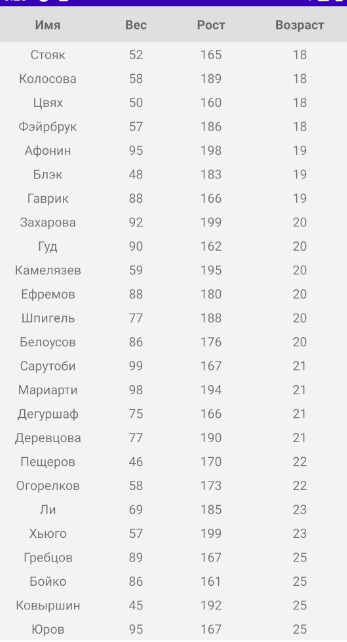 Имя Вес Рост Возраст
Стояк 52 165 18
Колосова 58 189 18
Цвях 50 160 18
Фэйрбрук 57 186 18
Афонин 95 198 19
Блэк 48 183 19
Гаврик 88 166 19
Захарова 92 199 20
Гуд 90 162 20
Камелязев 59 195 20
Ефремов 88 180 20
Шпигель 77 188 20
Белоусов 86 176 20
Сарутоби 99 167 21
Мариарти 98 194 21
Дегуршаф 75 166 21
Деревцова 77 190 21
Пещеров 46 170 22
Огорелков 58 173 22
Ли 69 185 23
Хьюго 57 199 23
Гребцов 89 167 25
Бойко 86 161 25
Ковыршин 45 192 25
Юров 95 167 25